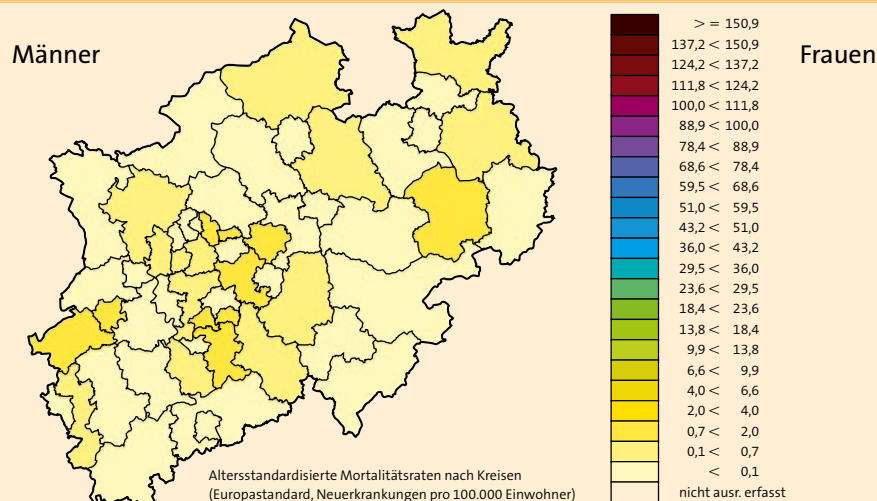 Männer
Frauen
> = 150,9
137,2 < 150,9
124,2 < 137,2
111,8 < 124,2
100,0 < 111,8
88,9 < 100,0
78,4 < 88,9
68,6 < 78,4
59,5 < 68,6
51,0 < 59,5
43,2 < 51,0
36,0 < 43,2
29,5 < 36,0
23,6 < 29,5
18,4 < 23,6
13,8 < 18,4
9,9 < 13,8
6,6 < 9,9
4,0 < 6,6
2,0 < 4,0
0,7 < 2,0
0,1 < 0,7
< 0,1
nicht ausr. erfasst
Altersstandardisierte Mortalitätsraten nach Kreisen
(Europastandard, Neuerkrankungen pro 100.000 Einwohner)